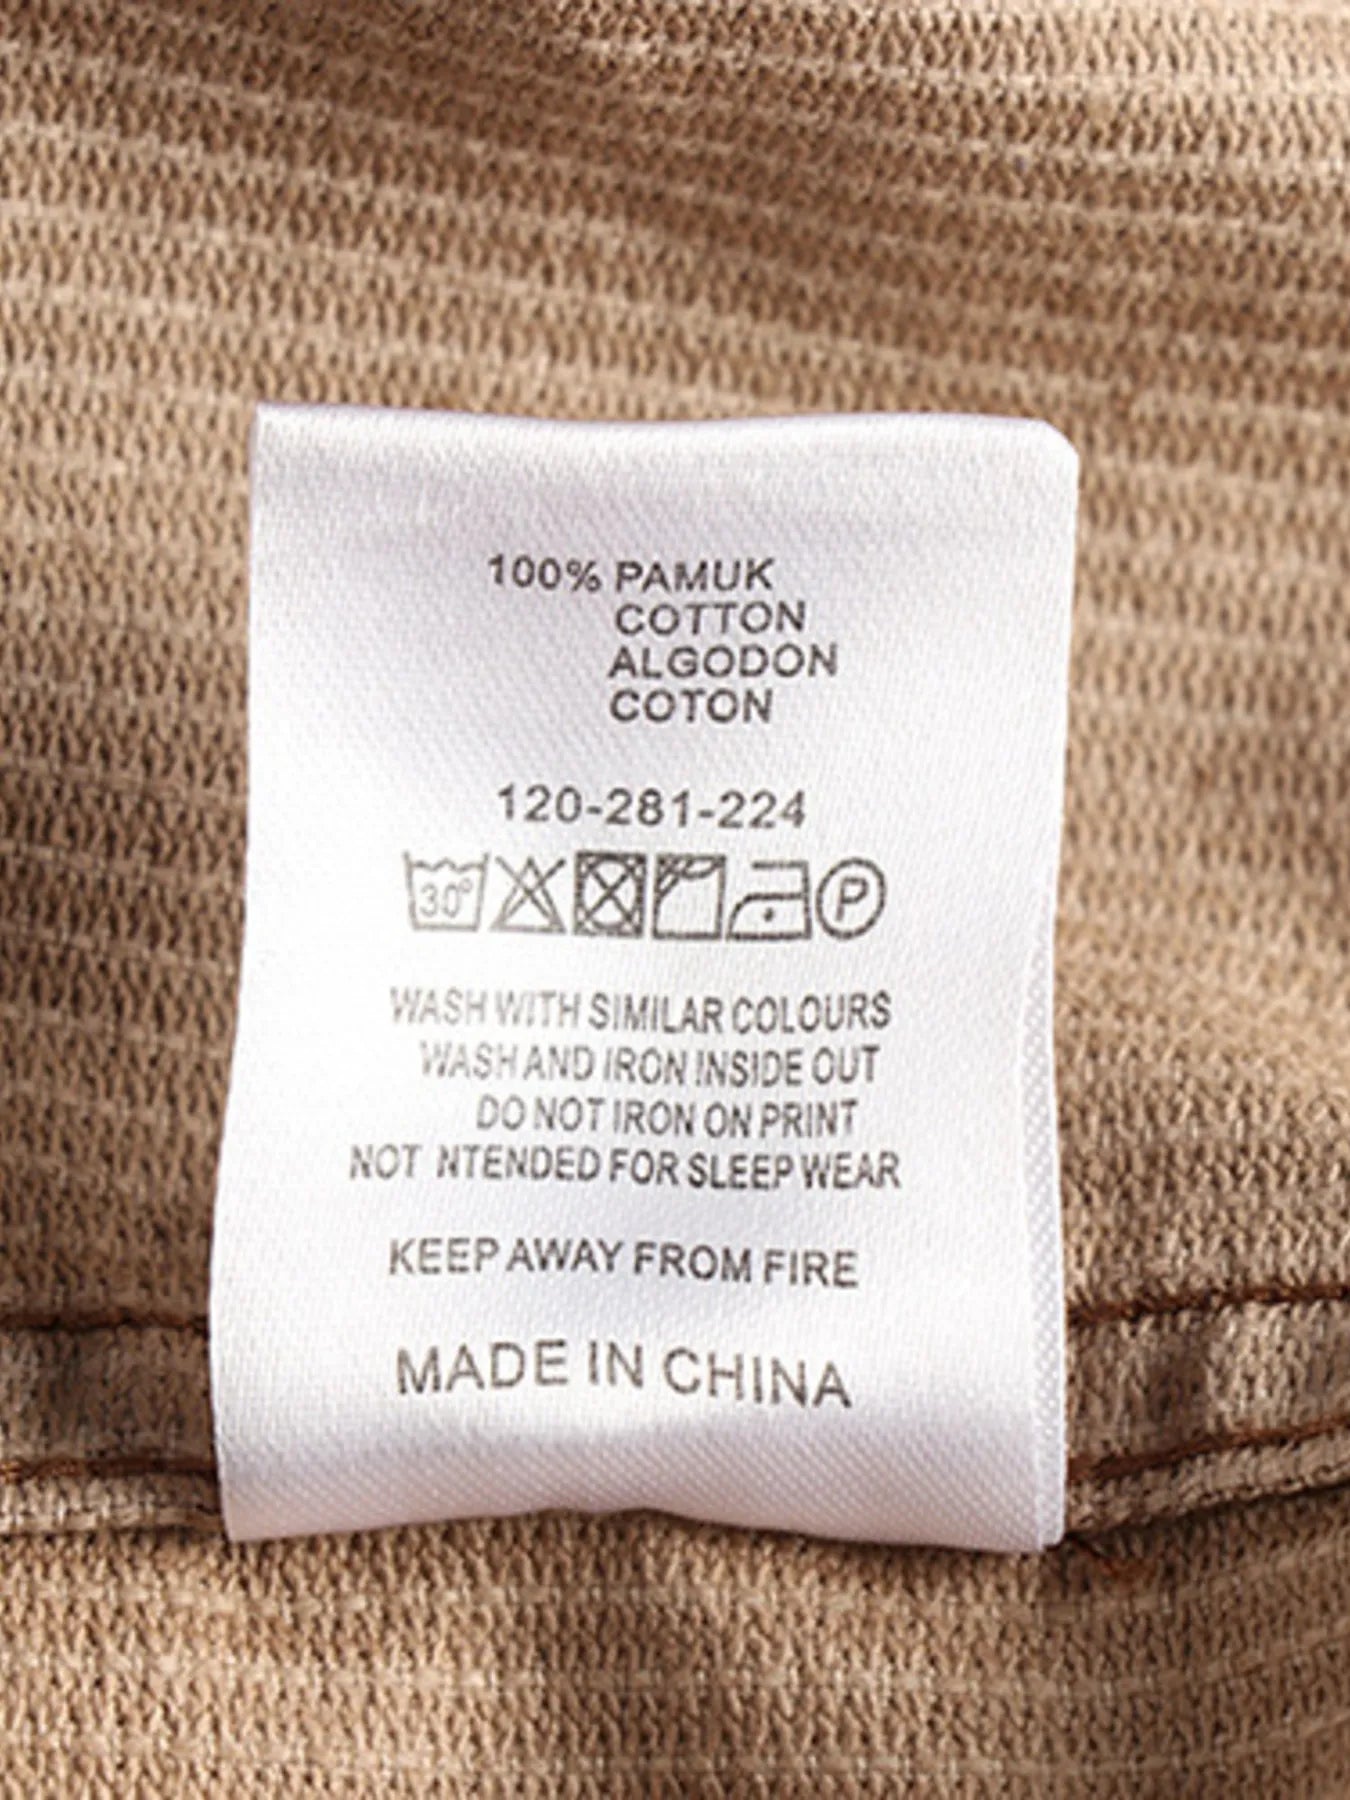 100% PAMUK
COTTON
ALGODON
COTON
120-281-224
30° P
WASH WITH SIMILAR COLOURS
WASH AND IRON INSIDE OUT
DO NOT IRON ON PRINT
NOT NTENDED FOR SLEEP WEAR
KEEP AWAY FROM FIRE
MADE IN CHINA